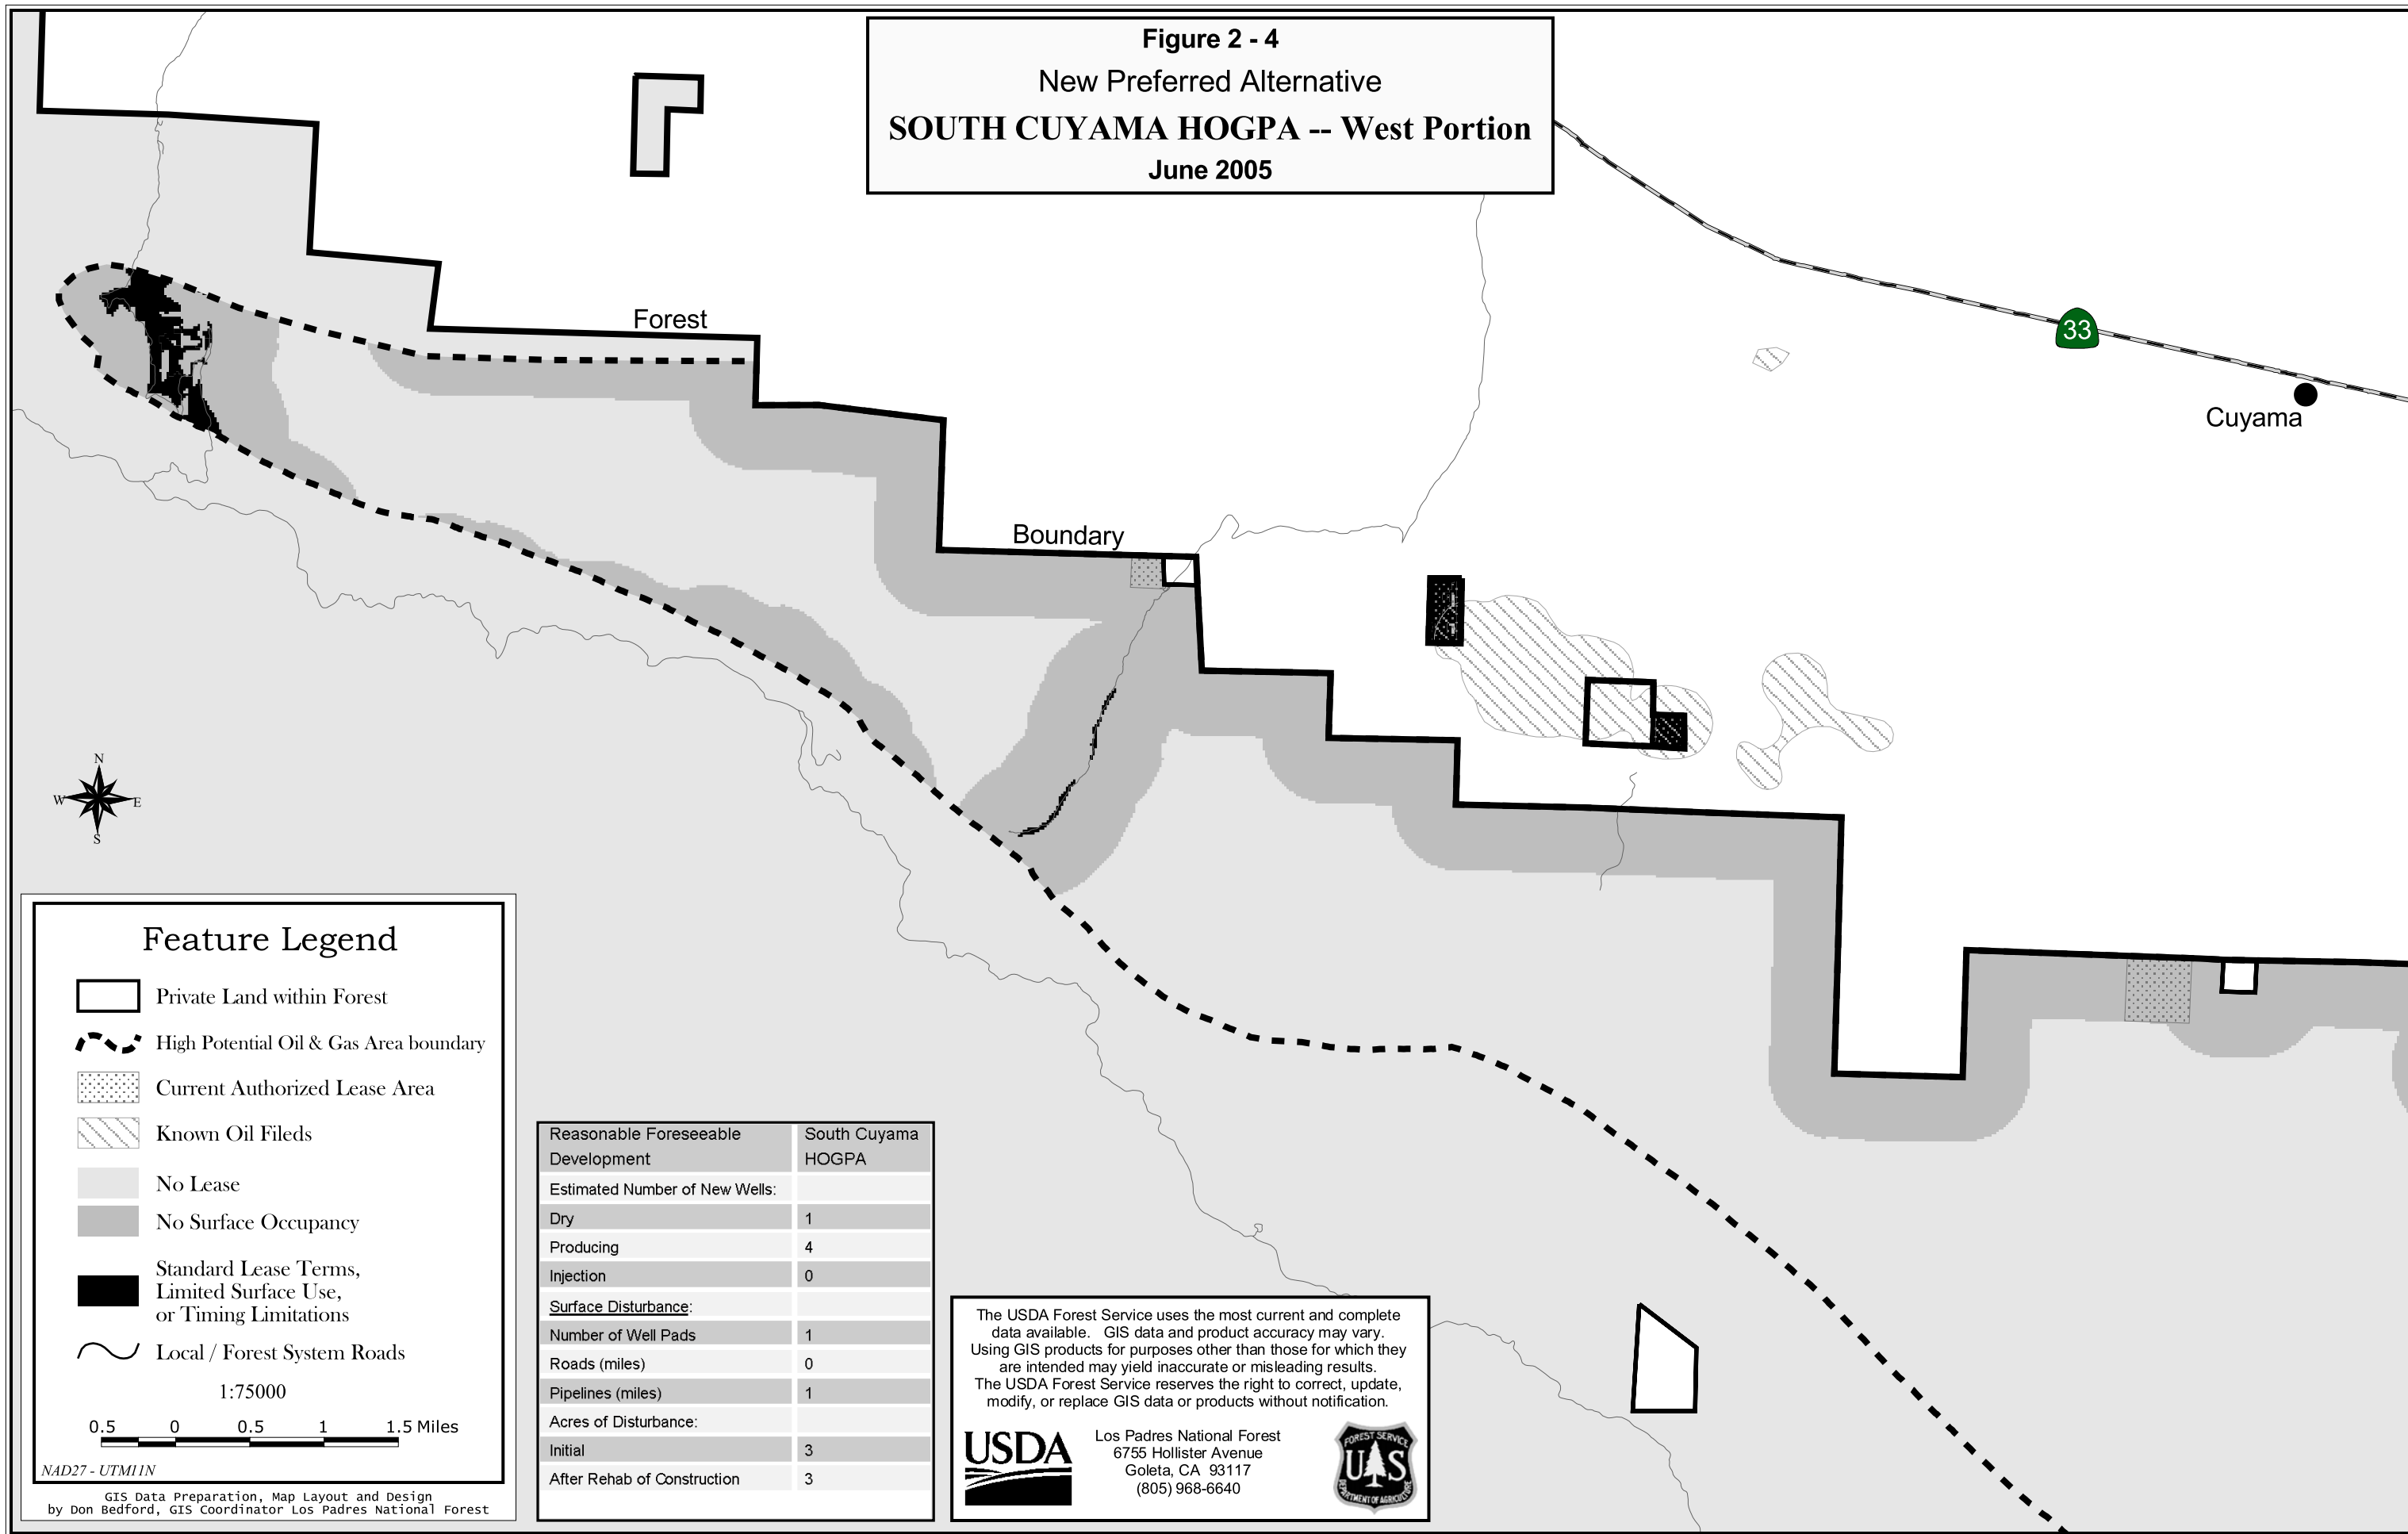 Figure 2 - 4
New Preferred Alternative
SOUTH CUYAMA HOGPA -- West Portion
June 2005
33
Cuyama
Forest
Boundary
N
W
E
S
Feature Legend
Private Land within Forest
High Potential Oil & Gas Area boundary
Current Authorized Lease Area
Known Oil Fileds
No Lease
No Surface Occupancy
Standard Lease Terms,
Limited Surface Use,
or Timing Limitations
Local / Forest System Roads
1:75000
0.5 0 0.5 1 1.5 Miles
NAD27 - UTM11N
GIS Data Preparation, Map Layout and Design
by Don Bedford, GIS Coordinator Los Padres National Forest
Reasonable Foreseeable South Cuyama
Development HOGPA
Estimated Number of New Wells:
Dry 1
Producing 4
Injection 0
Surface Disturbance:
Number of Well Pads 1
Roads (miles) 0
Pipelines (miles) 1
Acres of Disturbance:
Initial 3
After Rehab of Construction 3
The USDA Forest Service uses the most current and complete
data available. GIS data and product accuracy may vary.
Using GIS products for purposes other than those for which they
are intended may yield inaccurate or misleading results.
The USDA Forest Service reserves the right to correct, update,
modify, or replace GIS data or products without notification.
USDA
Los Padres National Forest
6755 Hollister Avenue
Goleta, CA 93117
(805) 968-6640
FOREST SERVICE
U S
DEPARTMENT OF AGRICULTURE